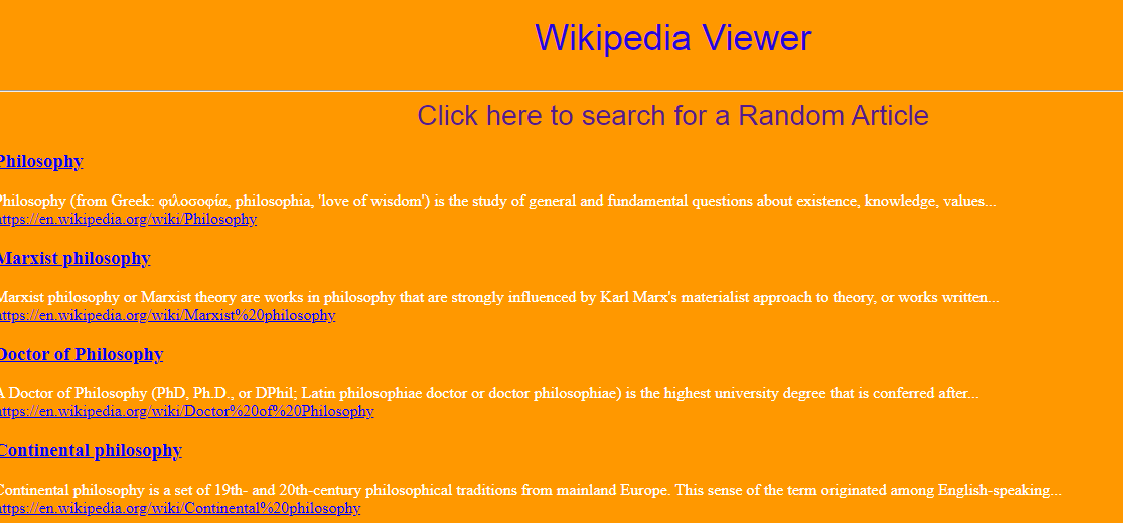 Wikipedia Viewer
Click here to search for a Random Article
Philosophy
Philosophy (from Greek: φιλοσοφία, philosophia, 'love of wisdom') is the study of general and fundamental questions about existence, knowledge, values...
https://en.wikipedia.org/wiki/Philosophy
Marxist philosophy
Marxist philosophy or Marxist theory are works in philosophy that are strongly influenced by Karl Marx's materialist approach to theory, or works written...
https://en.wikipedia.org/wiki/Marxist%20philosophy
Doctor of Philosophy
A Doctor of Philosophy (PhD, Ph.D., or DPhil; Latin philosophiae doctor or doctor philosophiae) is the highest university degree that is conferred after...
https://en.wikipedia.org/wiki/Doctor%20of%20Philosophy
Continental philosophy
Continental philosophy is a set of 19th- and 20th-century philosophical traditions from mainland Europe. This sense of the term originated among English-speaking...
https://en.wikipedia.org/wiki/Continental%20philosophy